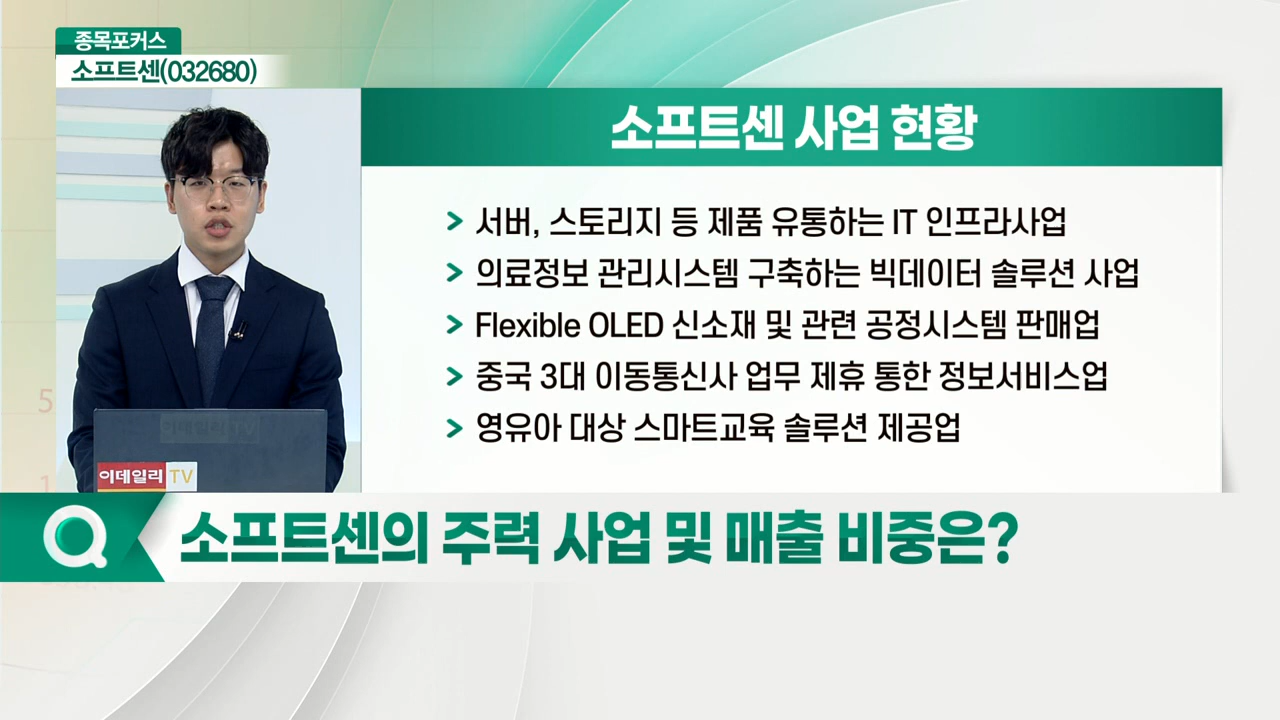 종목포커스
소프트센(032680)
소프트센 사업 현황
> 서버, 스토리지 등 제품 유통하는 IT 인프라사업
> 의료정보 관리시스템 구축하는 빅데이터 솔루션 사업
> Flexible OLED 신소재 및 관련 공정시스템 판매업
> 중국 3대 이동통신사 업무 제휴 통한 정보서비스업
> 영유아 대상 스마트교육 솔루션 제공업
이데일리 TV
이데일리 TV
소프트센의 주력 사업 및 매출 비중은?